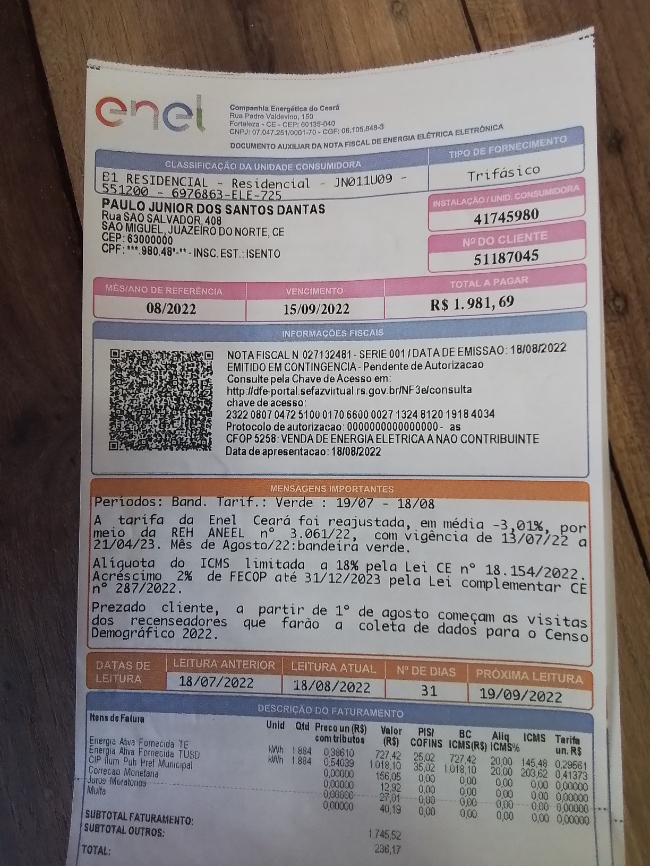 enel
Companhia Energética do Ceará
Rua Padre Valdevino, 150
Fortaleza - CE - CEP: 60135-040
CNPJ: 07.047.251/0001-70 - CGF: 06.105.848-3
DOCUMENTO AUXILIAR DA NOTA FISCAL DE ENERGIA ELÉTRICA ELETRÔNICA
CLASSIFICAÇÃO DA UNIDADE CONSUMIDORA
TIPO DE FORNECIMENTO
B1 RESIDENCIAL - Residencial - JN011U09 -
551200 - 6976863-ELE-725
Trifásico
PAULO JUNIOR DOS SANTOS DANTAS
Rua SAO SALVADOR, 408
SAO MIGUEL, JUAZEIRO DO NORTE, CE
CEP: 63000000
CPF: ***.980.48*-** - INSC. EST.: ISENTO
INSTALAÇÃO / UNID. CONSUMIDORA
41745980
Nº DO CLIENTE
51187045
MÊS/ANO DE REFERÊNCIA VENCIMENTO TOTAL A PAGAR
08/2022 15/09/2022 R$ 1.981,69
INFORMAÇÕES FISCAIS
NOTA FISCAL N 027132481 - SERIE 001 / DATA DE EMISSAO: 18/08/2022
EMITIDO EM CONTINGENCIA - Pendente de Autorizacao
Consulte pela Chave de Acesso em:
http://dfe-portal.sefazvirtual.rs.gov.br/NF3e/consulta
chave de acesso:
2322 0807 0472 5100 0170 6600 0027 1324 8120 1918 4034
Protocolo de autorizacao: 0000000000000000 - as
CFOP 5258: VENDA DE ENERGIA ELETRICA A NAO CONTRIBUINTE
Data de apresentacao: 18/08/2022
MENSAGENS IMPORTANTES
Períodos: Band. Tarif.: Verde : 19/07 - 18/08
A tarifa da Enel Ceará foi reajustada, em média -3,01%, por
meio da REH ANEEL nº 3.061/22, com vigência de 13/07/22 a
21/04/23. Mês de Agosto/22:bandeira verde.
Alíquota do ICMS limitada a 18% pela Lei CE nº 18.154/2022.
Acréscimo 2% de FECOP até 31/12/2023 pela Lei complementar CE
nº 287/2022.
Prezado cliente, a partir de 1º de agosto começam as visitas
dos recenseadores que farão a coleta de dados para o Censo
Demográfico 2022.
DATAS DE LEITURA
LEITURA ANTERIOR LEITURA ATUAL Nº DE DIAS PRÓXIMA LEITURA
18/07/2022 18/08/2022 31 19/09/2022
DESCRIÇÃO DO FATURAMENTO
Itens de Fatura Unid Qtd Preco un (R$) com tributos Valor (R$) PIS/ COFINS BC ICMS(R$) Aliq ICMS% ICMS Tarifa un. R$
Energia Ativa Fornecida TE kWh 1.884 0,38610 727,42 25,02 727,42 20,00 145,48 0,29561
Energia Ativa Fornecida TUSD kWh 1.884 0,54039 1.018,10 35,02 1.018,10 20,00 203,62 0,41373
CIP Ilum Pub Pref Municipal 0,00000 156,05 0,00 0,00 0,00 0,00 0,00000
Correcao Monetaria 0,00000 12,92 0,00 0,00 0,00 0,00 0,00000
Juros Moratorios 0,00000 27,01 0,00 0,00 0,00 0,00 0,00000
Multa 0,00000 40,19 0,00 0,00 0,00 0,00 0,00000
SUBTOTAL FATURAMENTO: 1.745,52
SUBTOTAL OUTROS: 236,17
TOTAL: